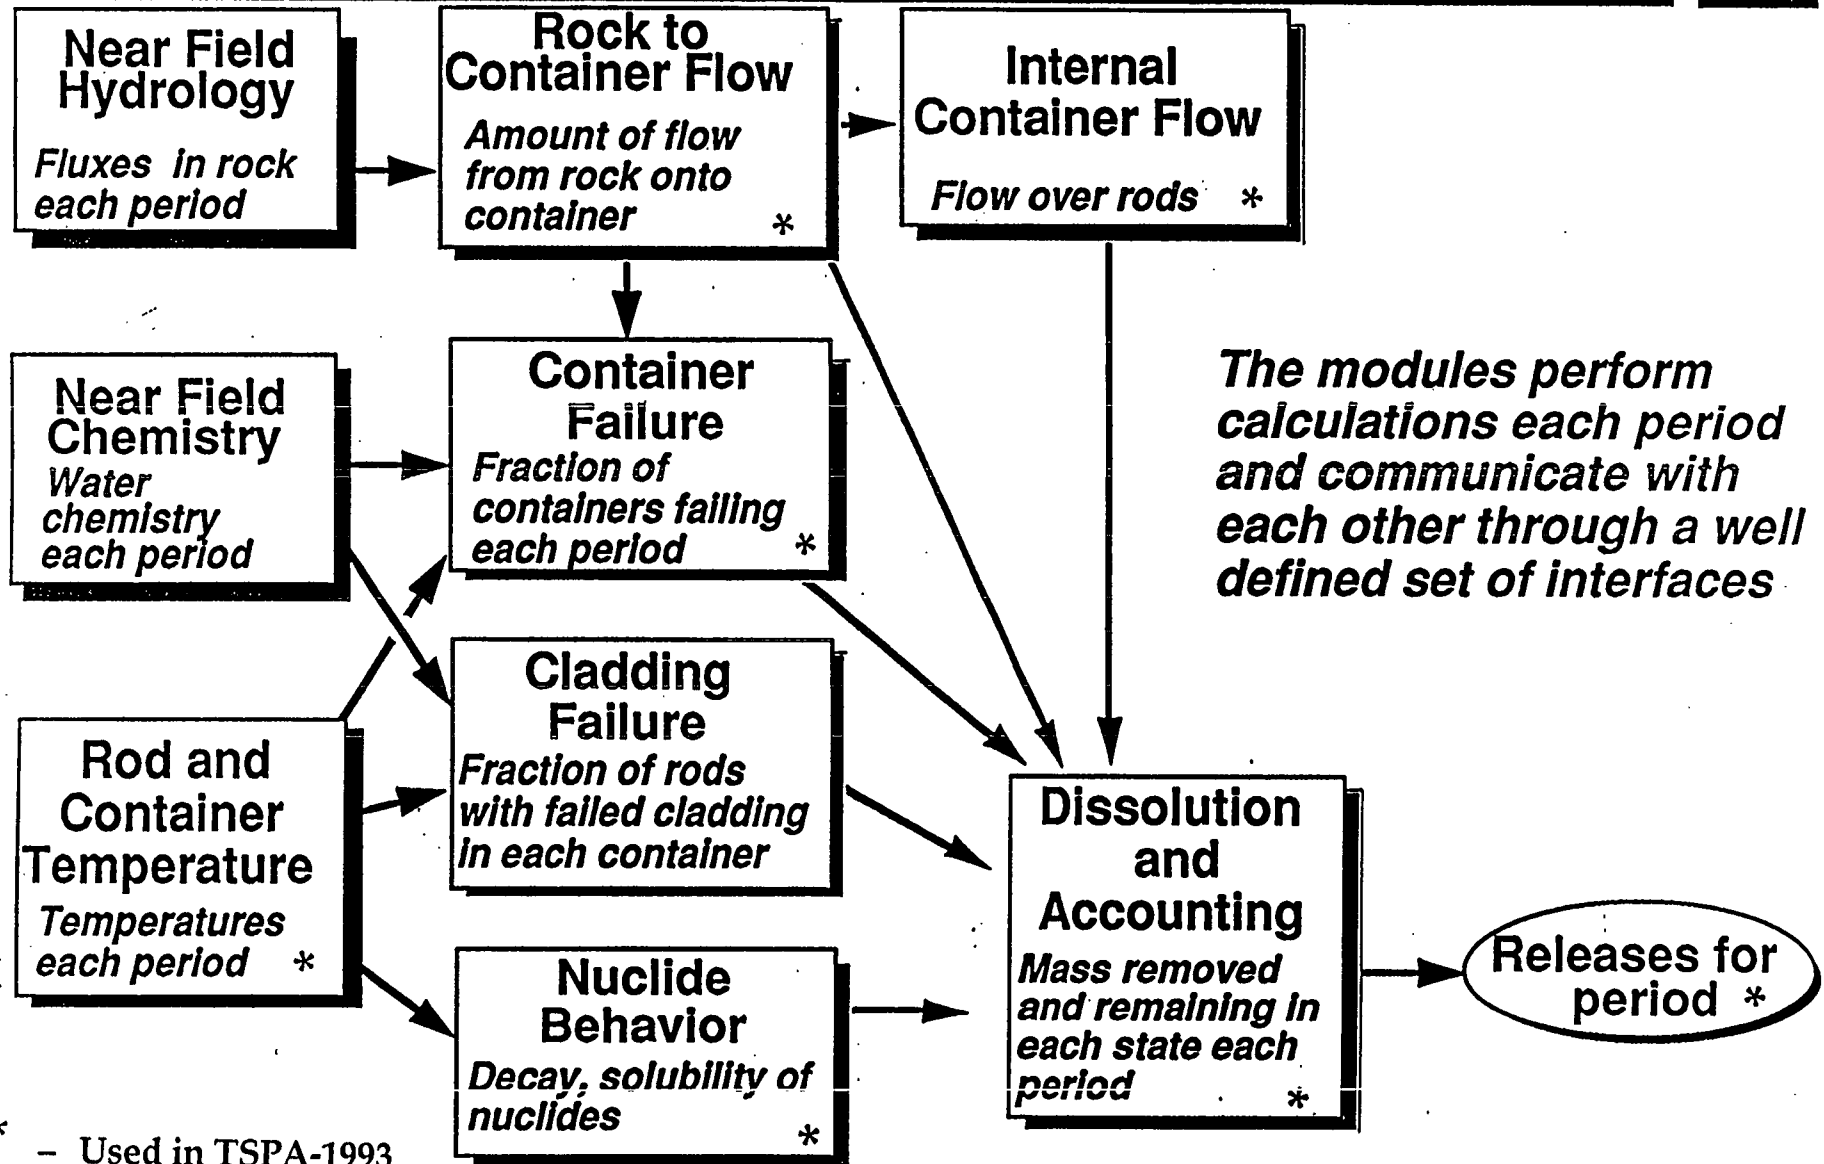 Near Field
Hydrology
Fluxes in rock
each period
Rock to
Container Flow
Amount of flow
from rock onto
container *
Internal
Container Flow
Flow over rods *
Near Field
Chemistry
Water
chemistry
each period
Container
Failure
Fraction of
containers failing
each period *
The modules perform
calculations each period
and communicate with
each other through a well
defined set of interfaces
Rod and
Container
Temperature
Temperatures
each period *
Cladding
Failure
Fraction of rods
with failed cladding
in each container
Nuclide
Behavior
Decay, solubility of
nuclides *
Dissolution
and
Accounting
Mass removed
and remaining in
each state each
period *
Releases for
period *
* – Used in TSPA-1993